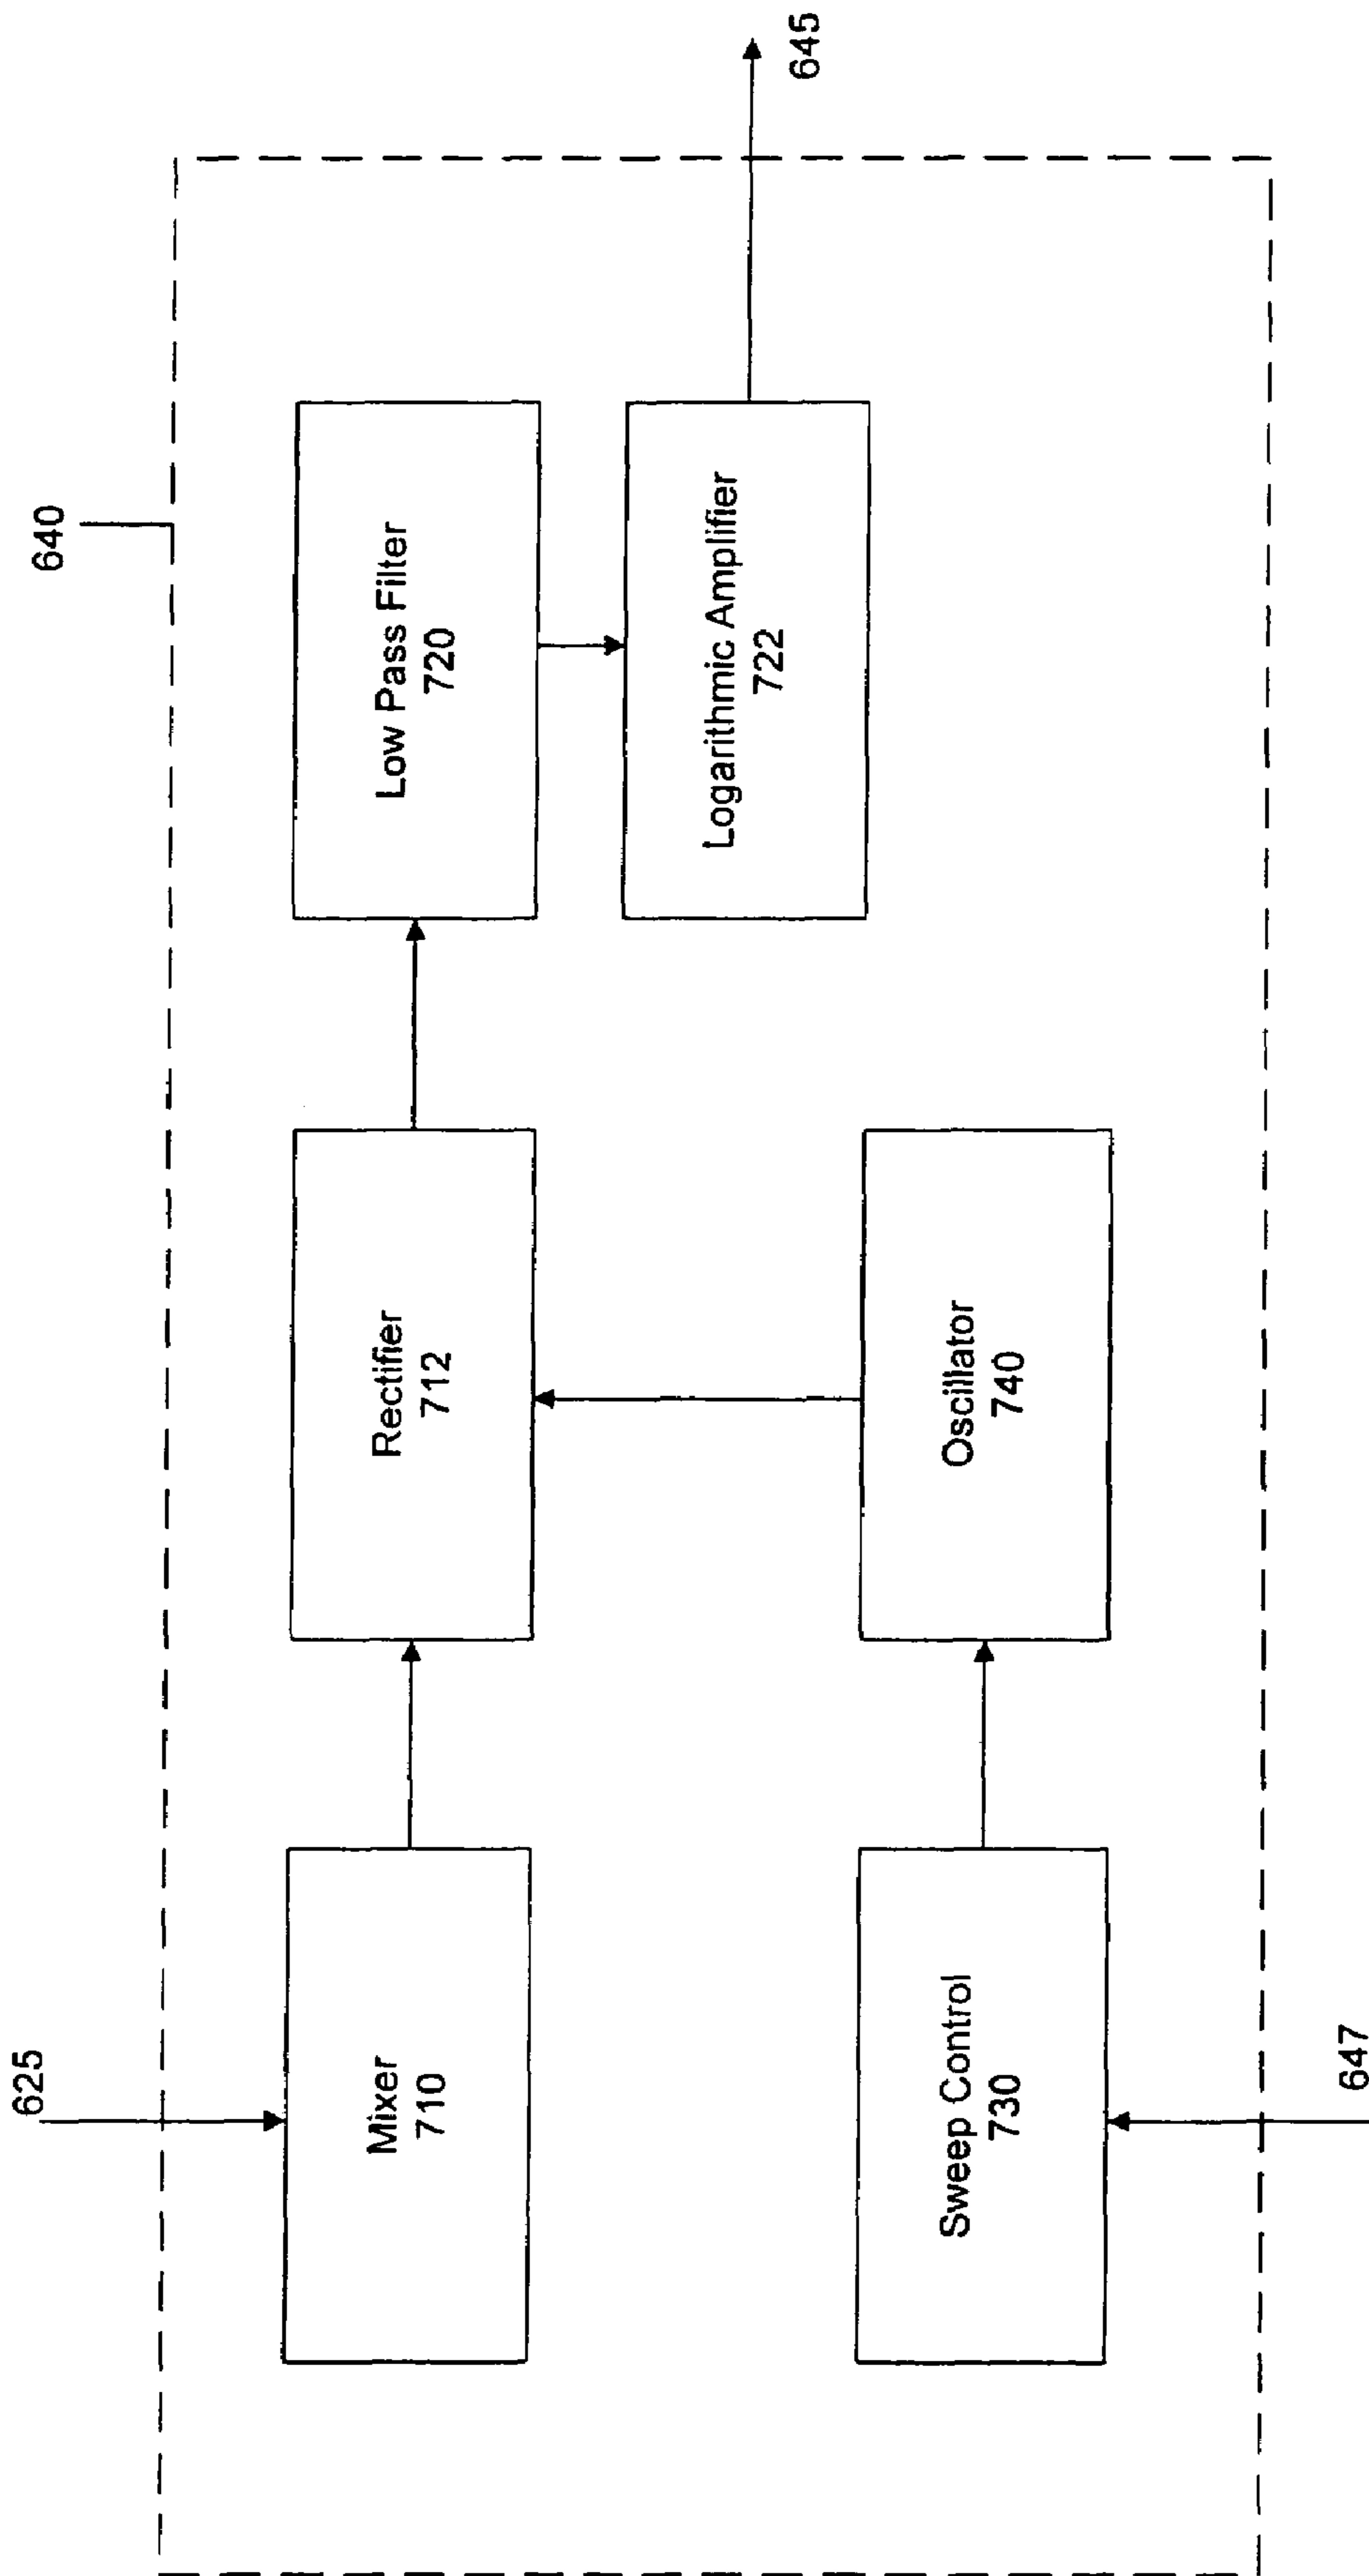 640
625
Mixer
710
Rectifier
712
Low Pass Filter
720
Logarithmic Amplifier
722
645
Sweep Control
730
Oscillator
740
647